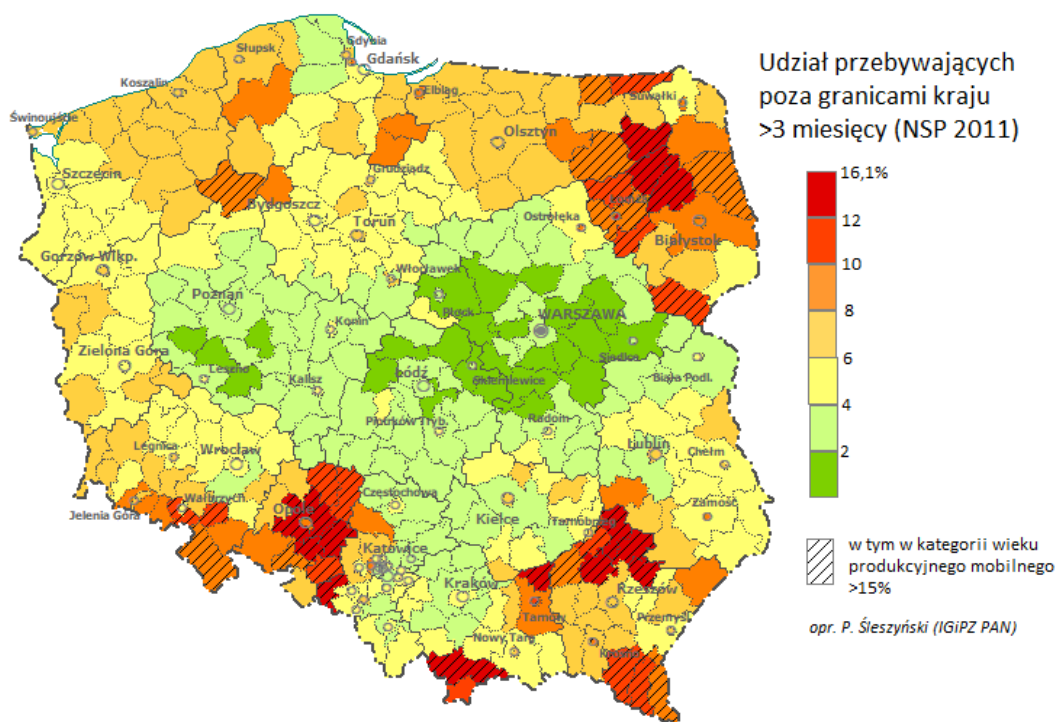 Udział przebywających
poza granicami kraju
>3 miesięcy (NSP 2011)
16,1%
12
10
8
6
4
2
w tym w kategorii wieku
produkcyjnego mobilnego
>15%
opr. P. Śleszyński (IGiPZ PAN)
Gdynia
Słupsk
Gdańsk
Koszalin
Elbląg
Suwałki
Świnoujście
Olsztyn
Szczecin
Grudziądz
Bydgoszcz
Łomża
Ostrołęka
Toruń
Białystok
Gorzów Wlkp.
Włocławek
Poznań
Płock
WARSZAWA
Konin
Siedlce
Zielona Góra
Leszno
Łódź
Skierniewice
Biała Podl.
Kalisz
Piotrków Tryb.
Radom
Legnica
Wrocław
Lublin
Chełm
Wałbrzych
Częstochowa
Jelenia Góra
Opole
Kielce
Tarnobrzeg
Zamość
Katowice
Kraków
Rzeszów
Tarnów
Przemyśl
Nowy Targ
Krosno